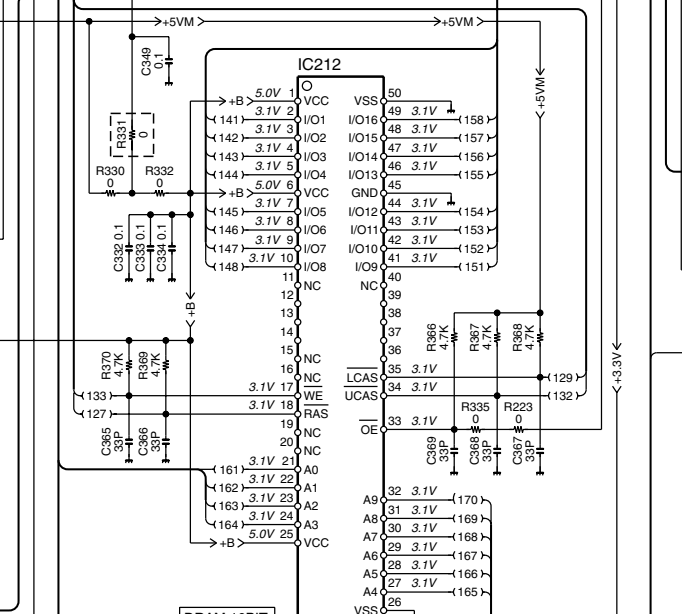 +5VM
+5VM
C349
0.1
IC212
+5VM
+B 5.0V 1 VCC
VSS 50
3.1V 2 I/O1
(141)
I/O16 49 3.1V (158)
3.1V 3 I/O2
(142)
I/O15 48 3.1V (157)
R331
0
3.1V 4 I/O3
(143)
I/O14 47 3.1V (156)
3.1V 5 I/O4
(144)
I/O13 46 3.1V (155)
R330
0
R332
0
+B 5.0V 6 VCC
GND 45
3.1V 7 I/O5
(145)
I/O12 44 3.1V (154)
3.1V 8 I/O6
(146)
I/O11 43 3.1V (153)
3.1V 9 I/O7
(147)
I/O10 42 3.1V (152)
3.1V 10 I/O8
(148)
I/O9 41 3.1V (151)
C332 0.1
C333 0.1
C334 0.1
11 NC
NC 40
12
39
+B
13
38
14
37
15 NC
36
R366
4.7K
R367
4.7K
R368
4.7K
R370
4.7K
R369
4.7K
16 NC
LCAS 35 3.1V (129)
(133) 3.1V 17 WE
UCAS 34 3.1V (132)
(127) 3.1V 18 RAS
+3.3V
19 NC
OE 33 3.1V
R335
0
R223
0
20 NC
C365
33P
C366
33P
C369
33P
C368
33P
C367
33P
(161) 3.1V 21 A0
(162) 3.1V 22 A1
A9 32 3.1V (170)
(163) 3.1V 23 A2
A8 31 3.1V (169)
(164) 3.1V 24 A3
A7 30 3.1V (168)
+B 5.0V 25 VCC
A6 29 3.1V (167)
A5 28 3.1V (166)
A4 27 3.1V (165)
VSS 26